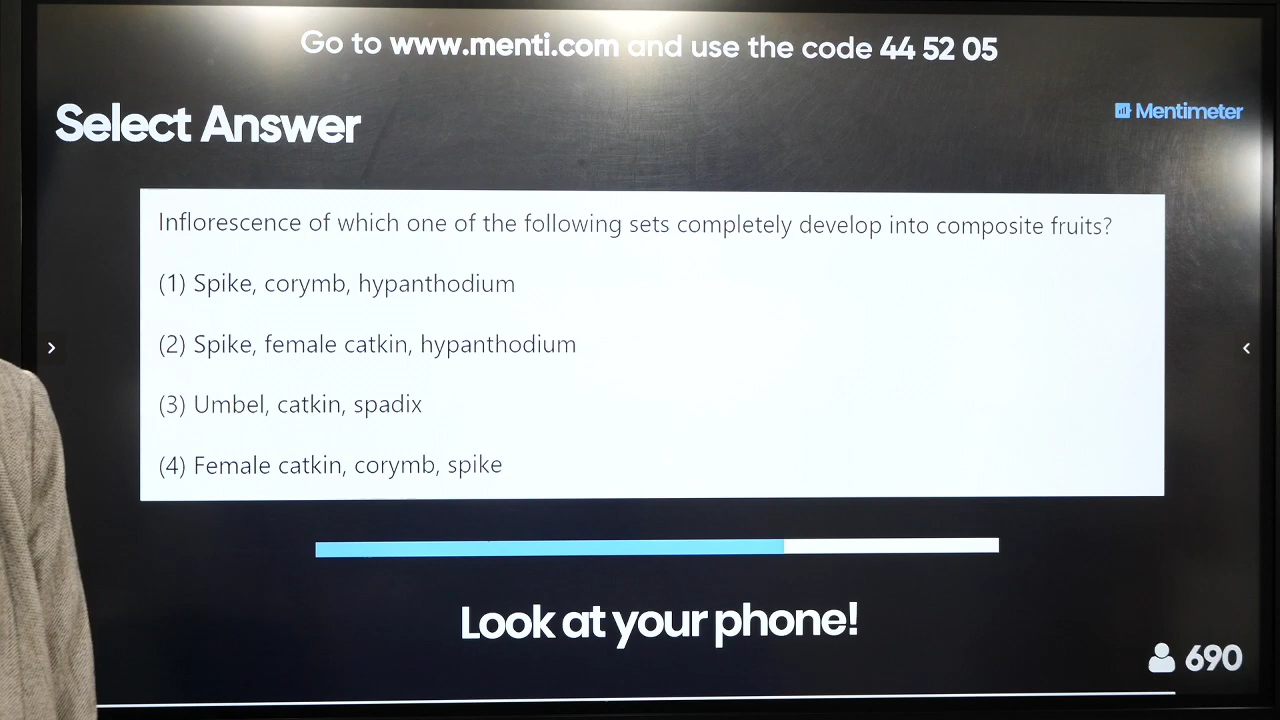 Go to www.menti.com and use the code 44 52 05
Select Answer
Mentimeter
Inflorescence of which one of the following sets completely develop into composite fruits?
(1) Spike, corymb, hypanthodium
(2) Spike, female catkin, hypanthodium
(3) Umbel, catkin, spadix
(4) Female catkin, corymb, spike
Look at your phone!
690